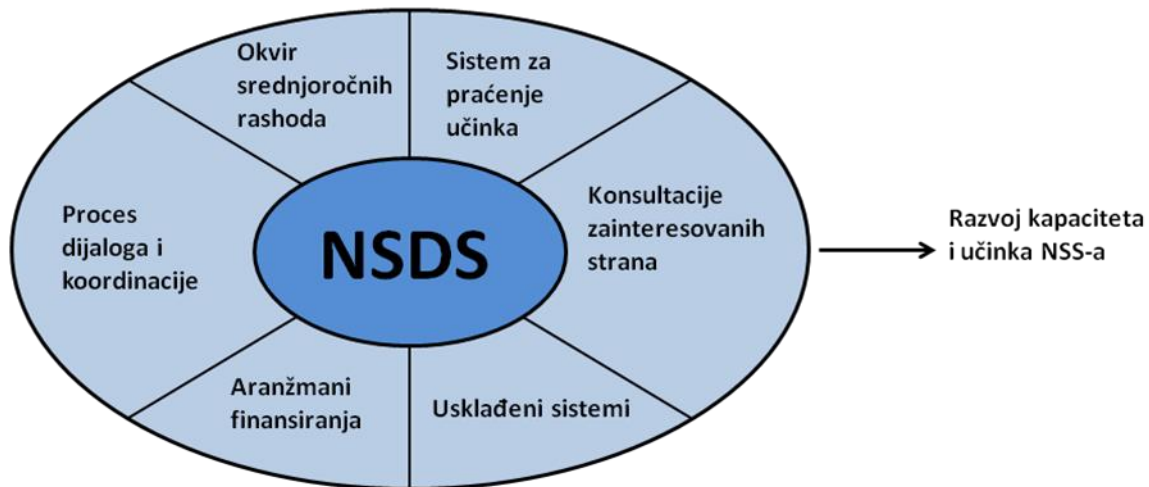 Okvir
srednjoročnih
rashoda
Sistem za
praćenje
učinka
Proces
dijaloga i
koordinacije
NSDS
Konsultacije
zainteresovanih
strana
Razvoj kapaciteta
i učinka NSS-a
Aranžmani
finansiranja
Usklađeni sistemi